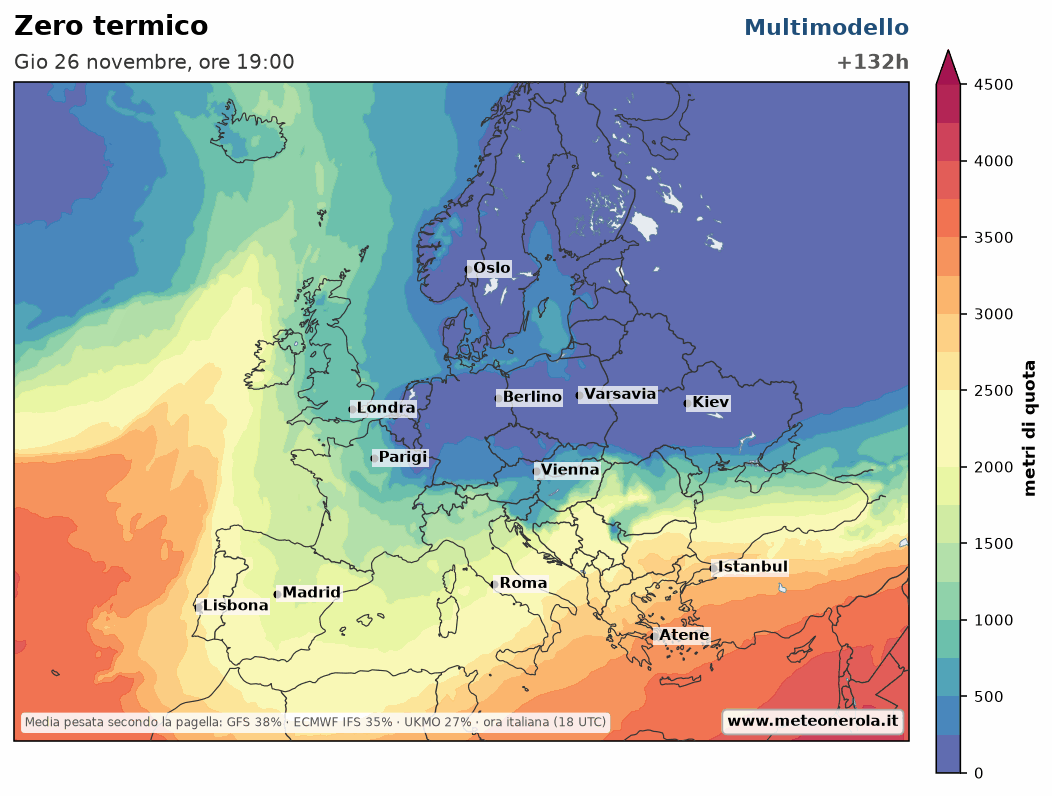 Zero termico
Multimodello
Gio 26 novembre, ore 19:00
+132h
4500
4000
3500
3000
2500
2000
1500
1000
500
0
metri di quota
Oslo
Londra
Berlino
Varsavia
Kiev
Parigi
Vienna
Istanbul
Roma
Madrid
Lisbona
Atene
Media pesata secondo la pagella: GFS 38% · ECMWF IFS 35% · UKMO 27% · ora italiana (18 UTC)
www.meteonerola.it